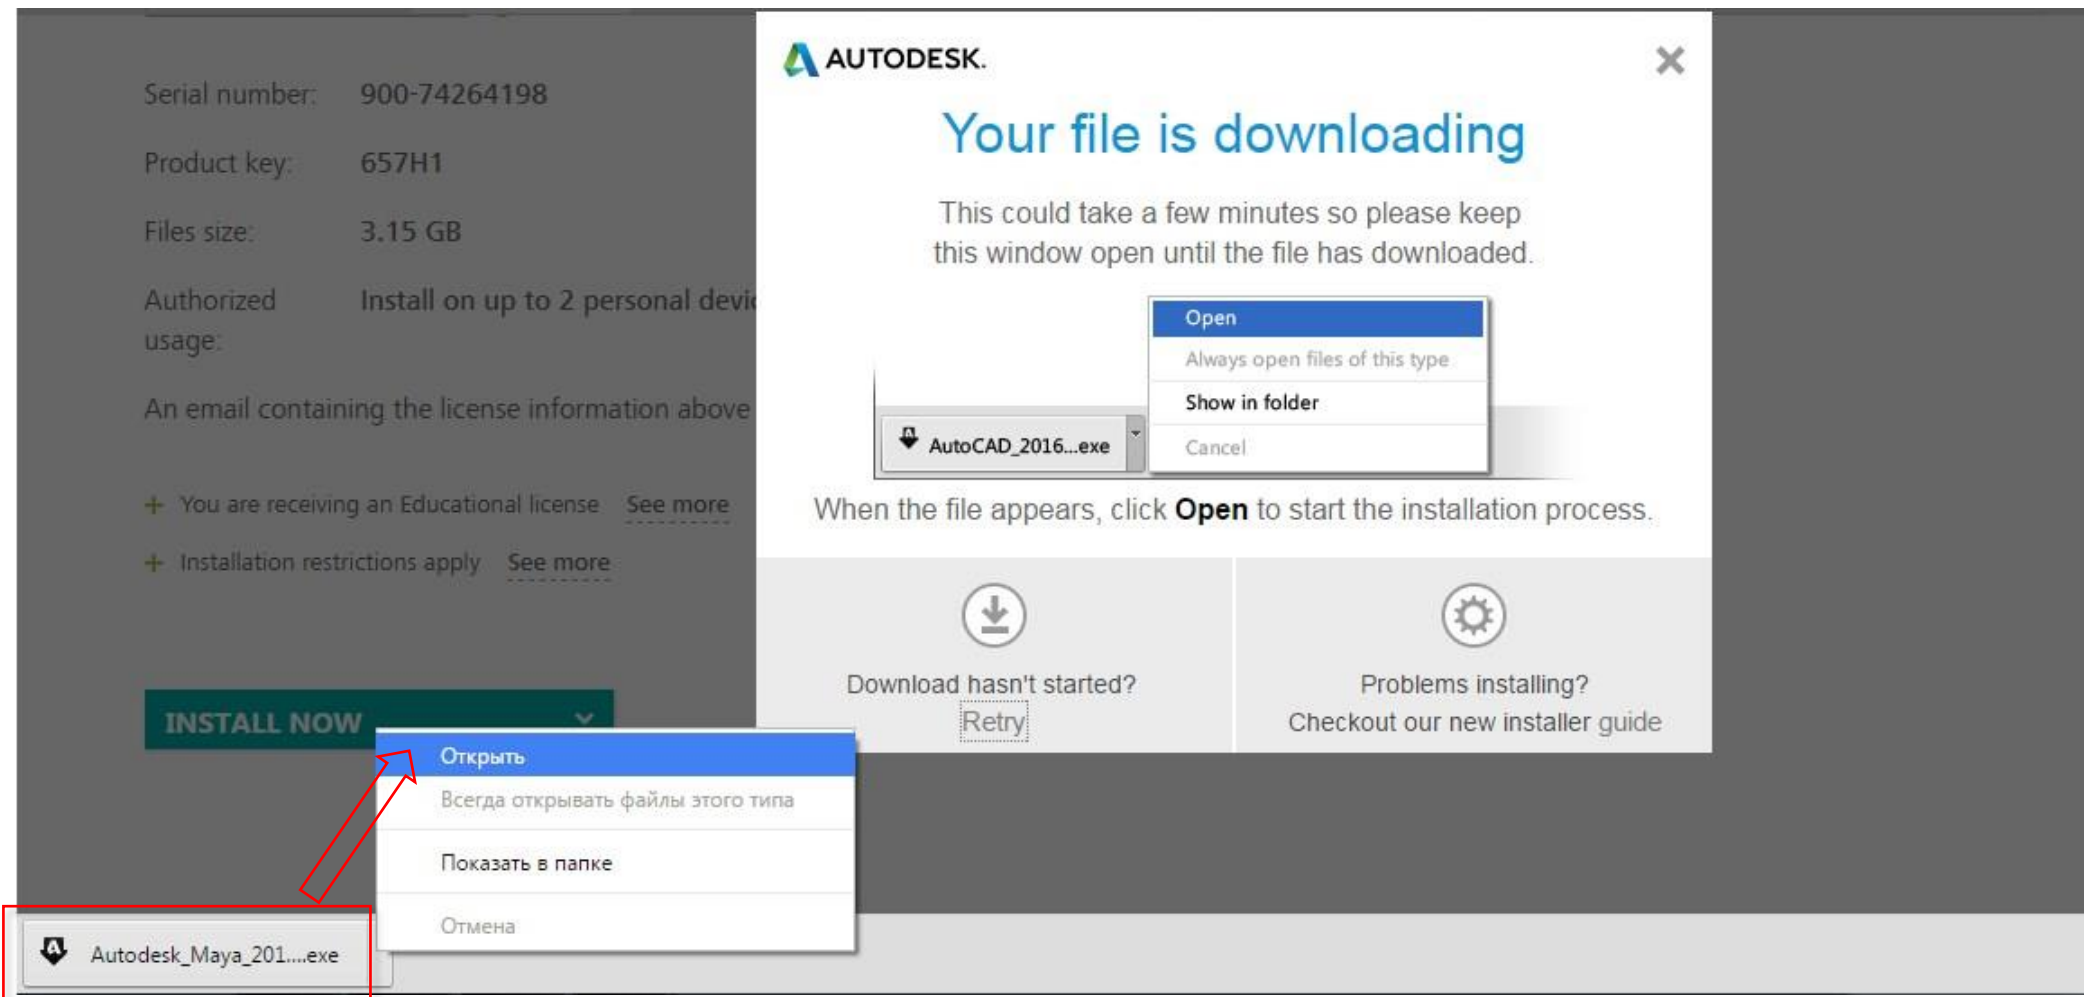 Serial number: 900-74264198
Product key: 657H1
Files size: 3.15 GB
Authorized usage: Install on up to 2 personal devic
An email containing the license information above
+ You are receiving an Educational license See more
+ Installation restrictions apply See more
INSTALL NOW
AUTODESK.
Your file is downloading
This could take a few minutes so please keep
this window open until the file has downloaded.
Open
Always open files of this type
Show in folder
Cancel
AutoCAD_2016...exe
When the file appears, click Open to start the installation process.
Download hasn't started?
Retry
Problems installing?
Checkout our new installer guide
Открыть
Всегда открывать файлы этого типа
Показать в папке
Отмена
Autodesk_Maya_201....exe